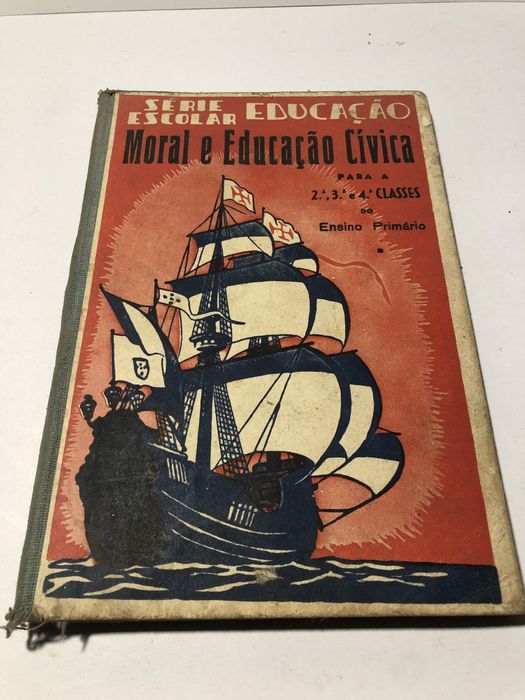 SÉRIE ESCOLAR EDUCAÇÃO
Moral e Educação Cívica
PARA A
2.ª, 3.ª e 4.ª CLASSES
DO
Ensino Primário